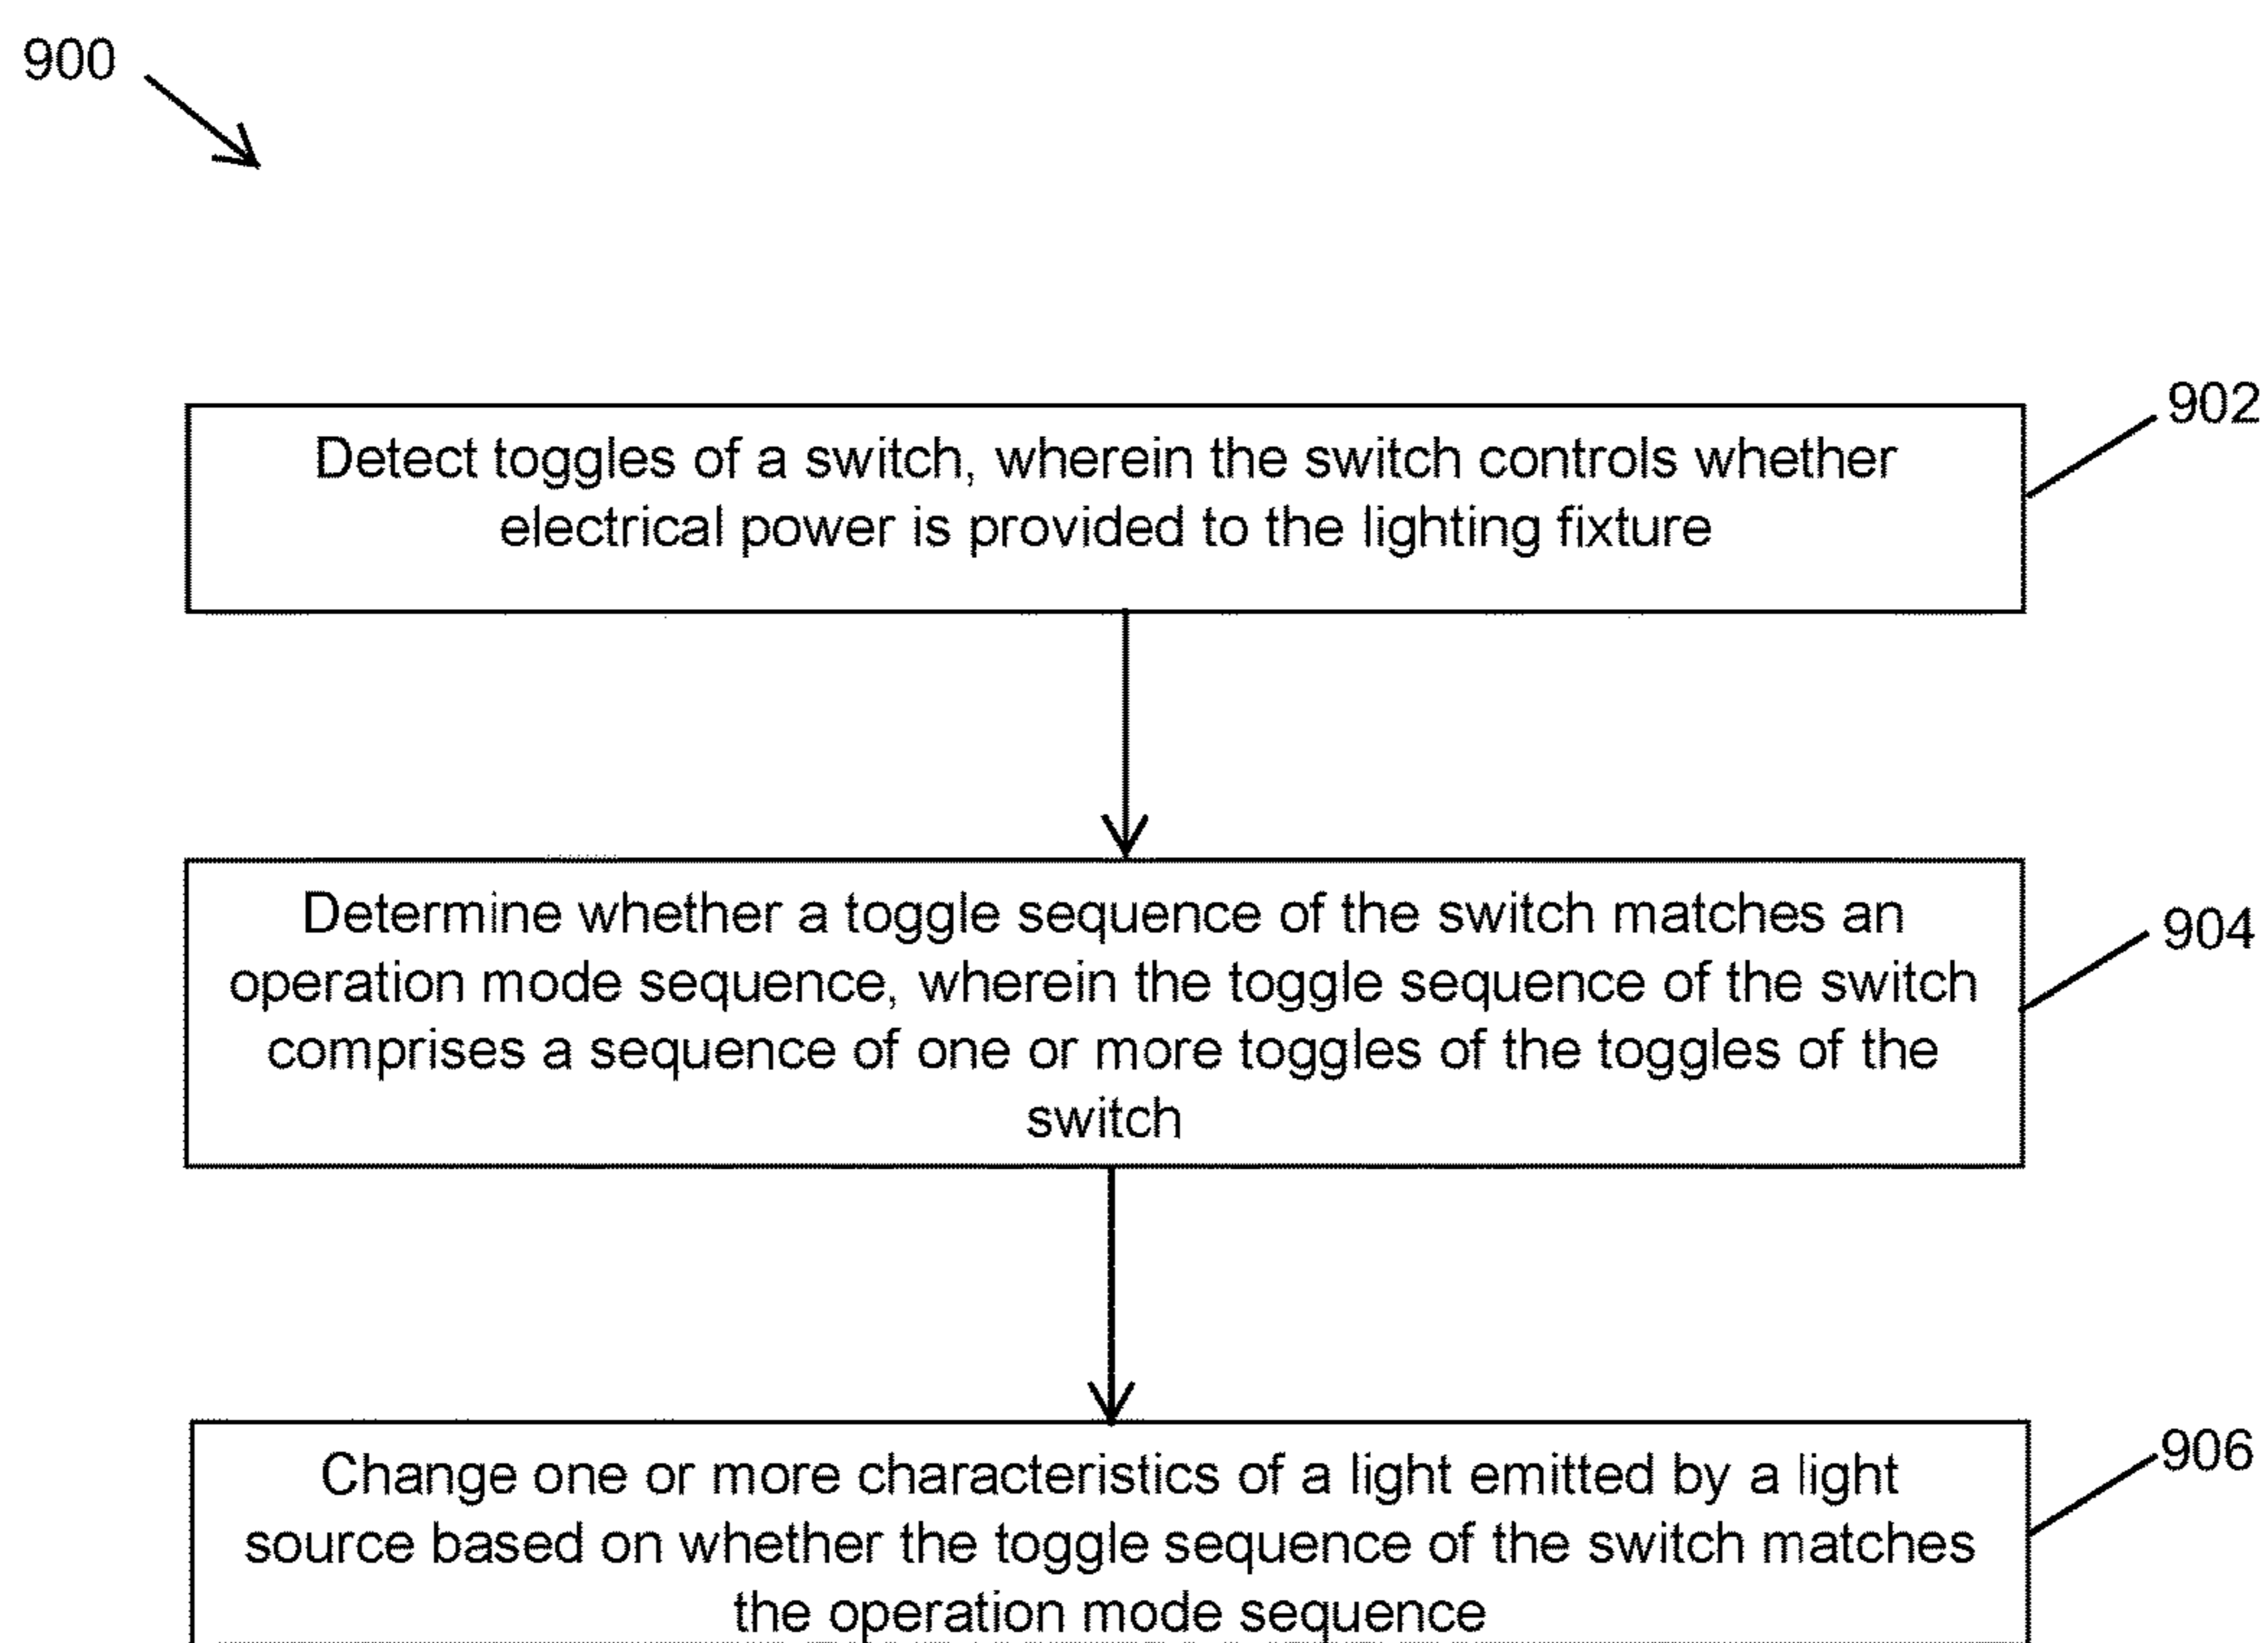 900
902
Detect toggles of a switch, wherein the switch controls whether
electrical power is provided to the lighting fixture
904
Determine whether a toggle sequence of the switch matches an
operation mode sequence, wherein the toggle sequence of the switch
comprises a sequence of one or more toggles of the toggles of the
switch
906
Change one or more characteristics of a light emitted by a light
source based on whether the toggle sequence of the switch matches
the operation mode sequence